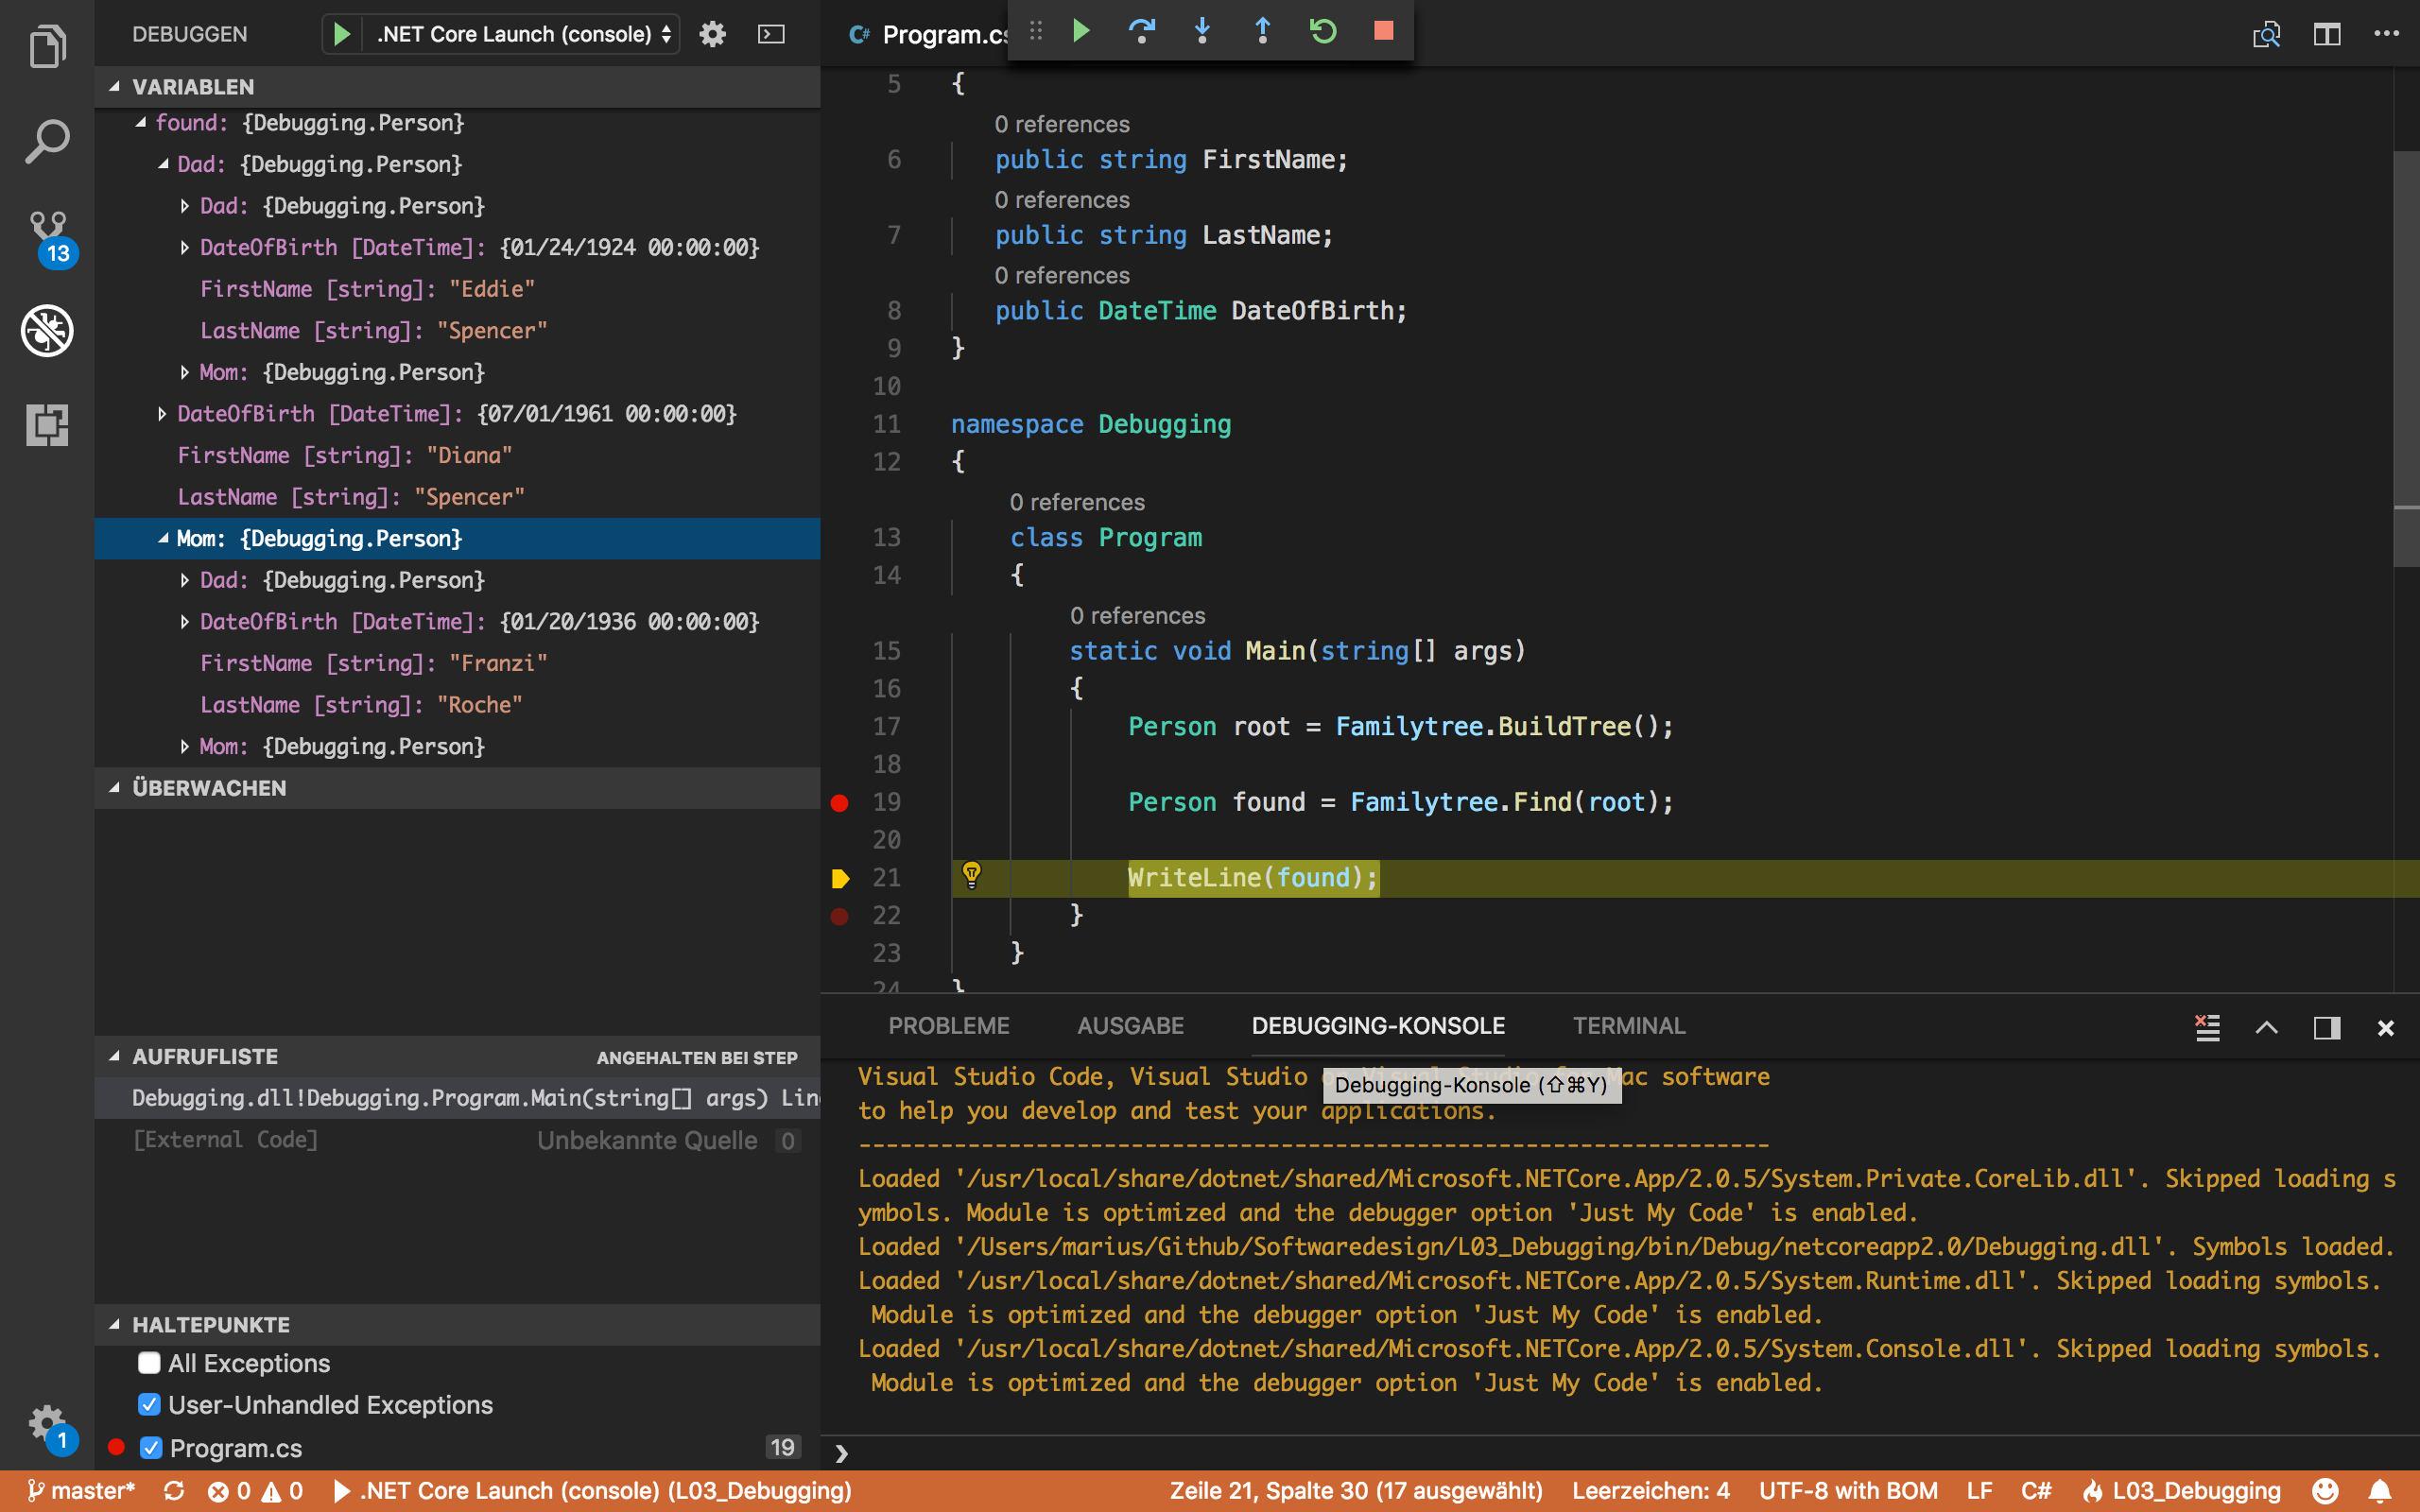 DEBUGGEN
.NET Core Launch (console)
VARIABLEN
found: {Debugging.Person}
Dad: {Debugging.Person}
Dad: {Debugging.Person}
DateOfBirth [DateTime]: {01/24/1924 00:00:00}
FirstName [string]: "Eddie"
LastName [string]: "Spencer"
Mom: {Debugging.Person}
DateOfBirth [DateTime]: {07/01/1961 00:00:00}
FirstName [string]: "Diana"
LastName [string]: "Spencer"
Mom: {Debugging.Person}
Dad: {Debugging.Person}
DateOfBirth [DateTime]: {01/20/1936 00:00:00}
FirstName [string]: "Franzi"
LastName [string]: "Roche"
Mom: {Debugging.Person}
ÜBERWACHEN
AUFRUFLISTE ANGEHALTEN BEI STEP
Debugging.dll!Debugging.Program.Main(string[] args)
[External Code] Unbekannte Quelle 0
HALTEPUNKTE
All Exceptions
User-Unhandled Exceptions
Program.cs 19
13
1
C# Program.cs
5 {
0 references
6 public string FirstName;
0 references
7 public string LastName;
0 references
8 public DateTime DateOfBirth;
9 }
10
11 namespace Debugging
12 {
0 references
13 class Program
14 {
0 references
15 static void Main(string[] args)
16 {
17 Person root = Familytree.BuildTree();
18
19 Person found = Familytree.Find(root);
20
21 WriteLine(found);
22 }
23 }
24 }
PROBLEME AUSGABE DEBUGGING-KONSOLE TERMINAL
Visual Studio Code, Visual Studio or Visual Studio for Mac software
Debugging-Konsole (⇧⌘Y)
to help you develop and test your applications.
-------------------------------------------------------------------
Loaded '/usr/local/share/dotnet/shared/Microsoft.NETCore.App/2.0.5/System.Private.CoreLib.dll'. Skipped loading s
ymbols. Module is optimized and the debugger option 'Just My Code' is enabled.
Loaded '/Users/marius/Github/Softwaredesign/L03_Debugging/bin/Debug/netcoreapp2.0/Debugging.dll'. Symbols loaded.
Loaded '/usr/local/share/dotnet/shared/Microsoft.NETCore.App/2.0.5/System.Runtime.dll'. Skipped loading symbols.
Module is optimized and the debugger option 'Just My Code' is enabled.
Loaded '/usr/local/share/dotnet/shared/Microsoft.NETCore.App/2.0.5/System.Console.dll'. Skipped loading symbols.
Module is optimized and the debugger option 'Just My Code' is enabled.
master* 0 0 .NET Core Launch (console) (L03_Debugging) Zeile 21, Spalte 30 (17 ausgewählt) Leerzeichen: 4 UTF-8 with BOM LF C# L03_Debugging